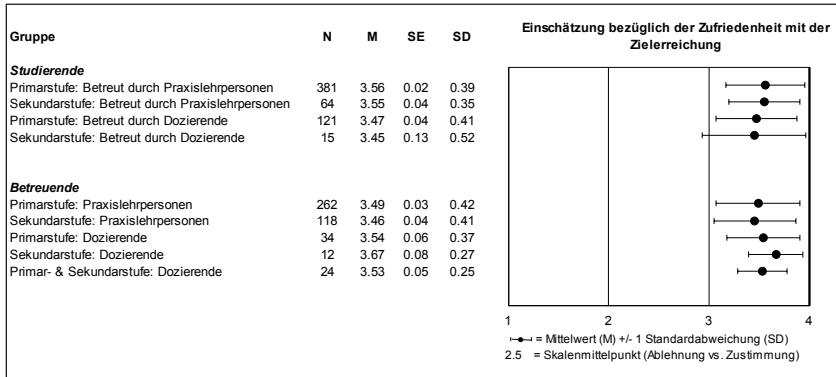 Gruppe N M SE SD Einschätzung bezüglich der Zufriedenheit mit der
Zielerreichung
Studierende
Primarstufe: Betreut durch Praxislehrpersonen 381 3.56 0.02 0.39
Sekundarstufe: Betreut durch Praxislehrpersonen 64 3.55 0.04 0.35
Primarstufe: Betreut durch Dozierende 121 3.47 0.04 0.41
Sekundarstufe: Betreut durch Dozierende 15 3.45 0.13 0.52
Betreuende
Primarstufe: Praxislehrpersonen 262 3.49 0.03 0.42
Sekundarstufe: Praxislehrpersonen 118 3.46 0.04 0.41
Primarstufe: Dozierende 34 3.54 0.06 0.37
Sekundarstufe: Dozierende 12 3.67 0.08 0.27
Primar- & Sekundarstufe: Dozierende 24 3.53 0.05 0.25
1 2 3 4
= Mittelwert (M) +/- 1 Standardabweichung (SD)
2.5 = Skalenmittelpunkt (Ablehnung vs. Zustimmung)